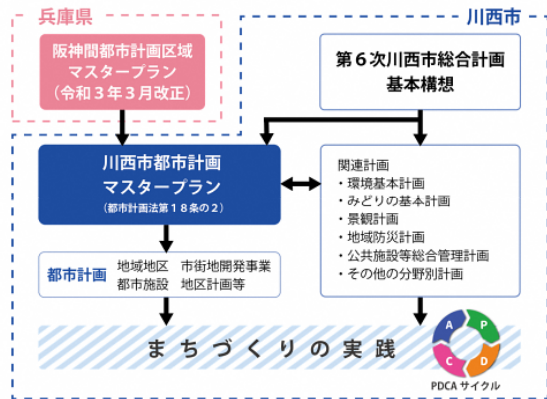 兵庫県
川西市
阪神間都市計画区域
マスタープラン
（令和３年３月改正）
第６次川西市総合計画
基本構想
川西市都市計画
マスタープラン
（都市計画法第１８条の２）
関連計画
・環境基本計画
・みどりの基本計画
・景観計画
・地域防災計画
・公共施設等総合管理計画
・その他の分野別計画
都市計画
地域地区　市街地開発事業
都市施設　地区計画等
まちづくりの実践
A P
C D
PDCA サイクル